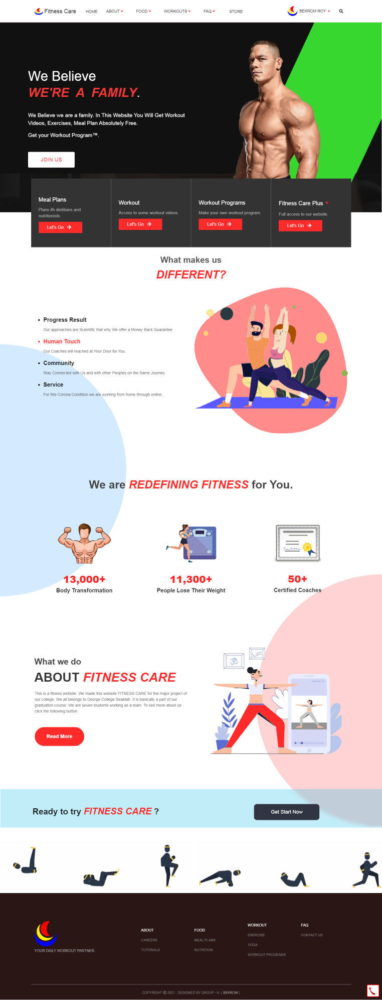 Fitness Care HOME ABOUT FOOD WORKOUTS FAQ STORE BEKROM ROY
We Believe
WE'RE A FAMILY.
We Believe we are a family. In This Website You Will Get Workout
Videos, Exercises, Meal Plan Absolutely Free.
Get your Workout Program™.
JOIN US
Meal Plans
Plans ith dietitians and
nutritionists.
Let's Go
Workout
Access to some workout videos.
Let's Go
Workout Programs
Make your own workout program.
Let's Go
Fitness Care Plus +
Full access to our website.
Let's Go
What makes us
DIFFERENT?
• Progress Result
Our approaches are Scientific that why We offer a Money Back Guarantee.
• Human Touch
Our Coaches will reached at Your Door for You.
• Community
Stay Connected with Us and with other Peoples on the Same Journey.
• Service
For this Corona Condition we are working from home through online.
We are REDEFINING FITNESS for You.
13,000+
Body Transformation
11,300+
People Lose Their Weight
50+
Certified Coaches
What we do
ABOUT FITNESS CARE
This is a fitness website. We made this website FITNESS CARE for the major project of
our college. We all belongs to George College Sealdah. It is basically a part of our
graduation course. We are seven students working as a team. To see more about us
click the following button.
Read More
Ready to try FITNESS CARE ?
Get Start Now
YOUR DAILY WORKOUT PARTNER.
ABOUT
CAREERS
TUTORIALS
FOOD
MEAL PLANS
NUTRITION
WORKOUT
EXERCISE
YOGA
WORKOUT PROGRAMS
FAQ
CONTACT US
COPYRIGHT © 2021 . DESIGNED BY GROUP - H .( BEKROM )